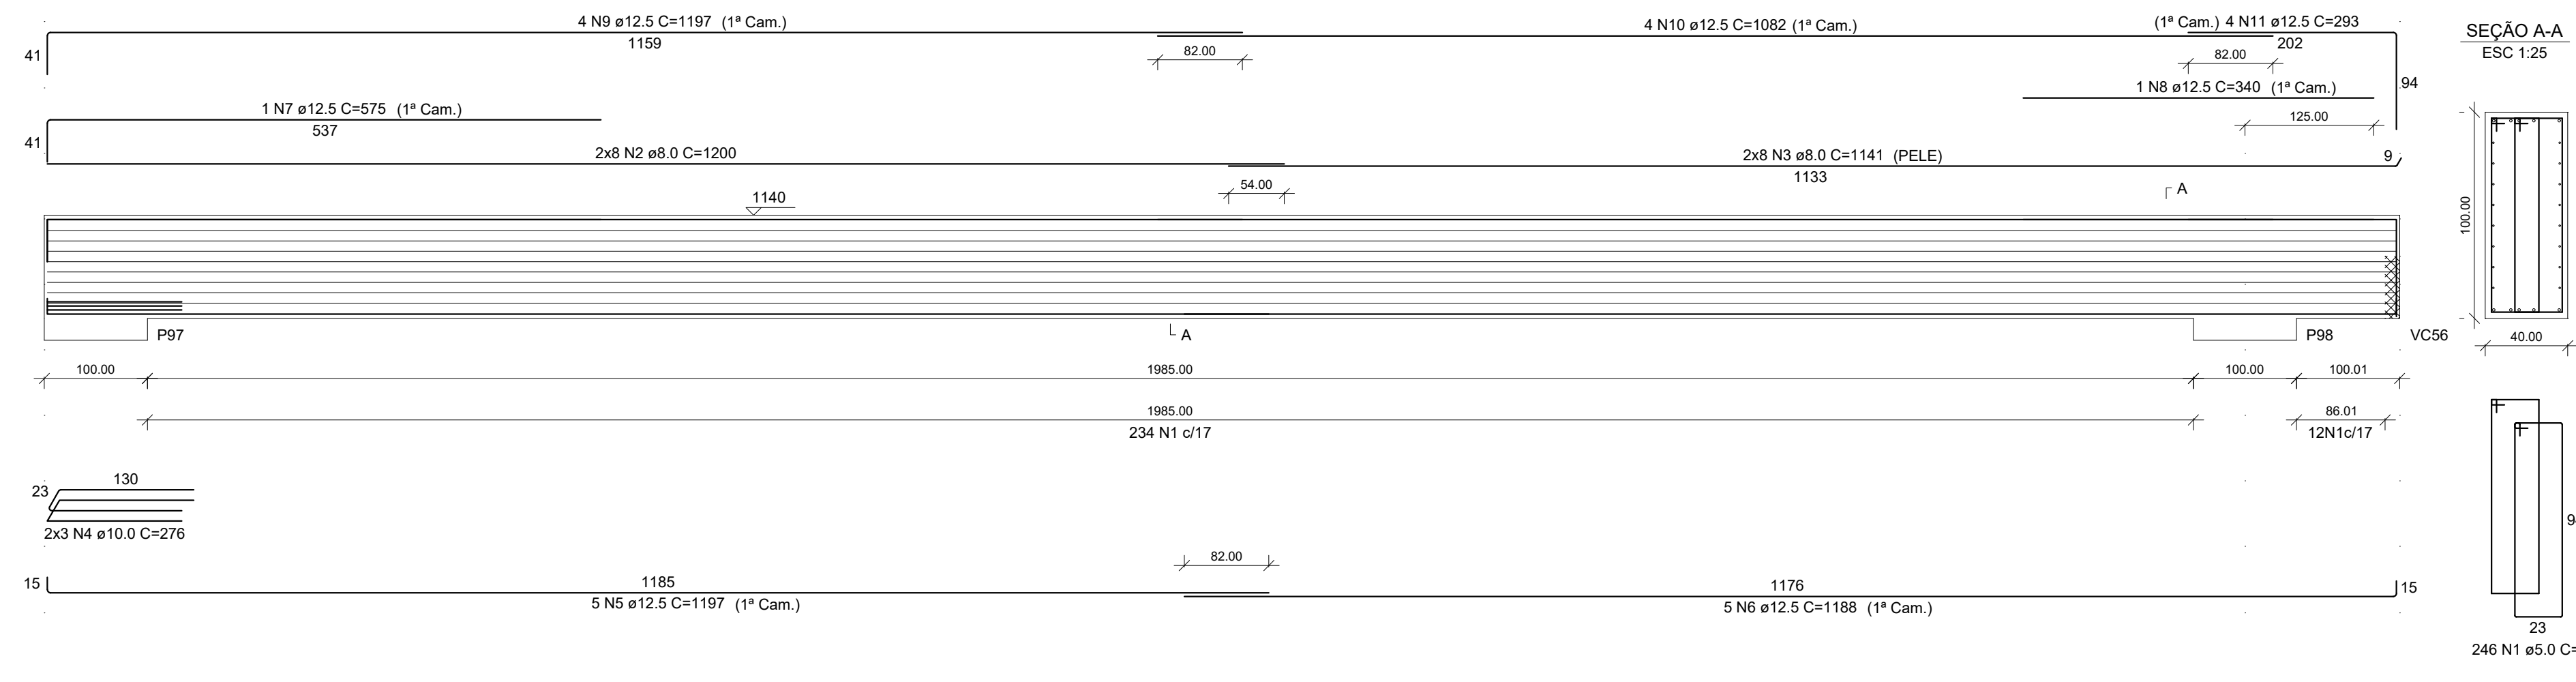 4 N9 ø12.5 C=1197 (1ª Cam.)
4 N10 ø12.5 C=1082 (1ª Cam.)
(1ª Cam.) 4 N11 ø12.5 C=293
SEÇÃO A-A
ESC 1:25
41
1159
82.00
202
82.00
94
1 N7 ø12.5 C=575 (1ª Cam.)
1 N8 ø12.5 C=340 (1ª Cam.)
537
125.00
41
2x8 N2 ø8.0 C=1200
2x8 N3 ø8.0 C=1141 (PELE)
9
54.00
1133
1140
A
100.00
P97
A
P98
VC56
40.00
100.00
1985.00
100.00
100.01
1985.00
86.01
234 N1 c/17
12N1c/17
130
23
2x3 N4 ø10.0 C=276
9
82.00
15
1185
1176
15
5 N5 ø12.5 C=1197 (1ª Cam.)
5 N6 ø12.5 C=1188 (1ª Cam.)
23
246 N1 ø5.0 C=